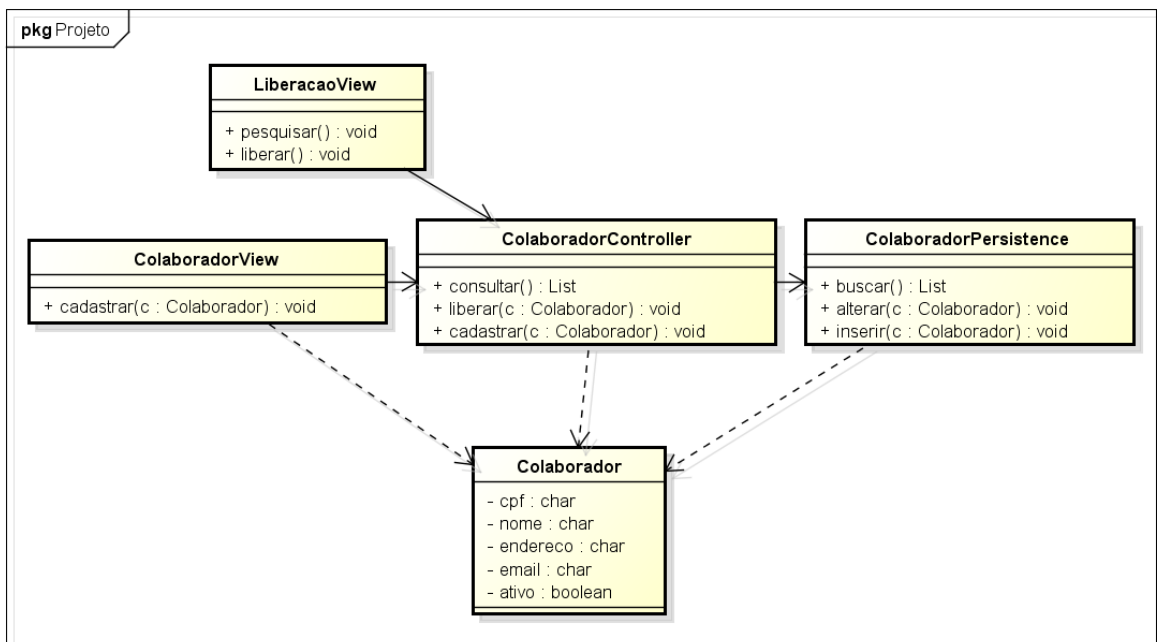 pkg Projeto
LiberacaoView
+ pesquisar() : void
+ liberar() : void
ColaboradorView
+ cadastrar(c : Colaborador) : void
ColaboradorController
+ consultar() : List
+ liberar(c : Colaborador) : void
+ cadastrar(c : Colaborador) : void
ColaboradorPersistence
+ buscar() : List
+ alterar(c : Colaborador) : void
+ inserir(c : Colaborador) : void
Colaborador
- cpf : char
- nome : char
- endereco : char
- email : char
- ativo : boolean